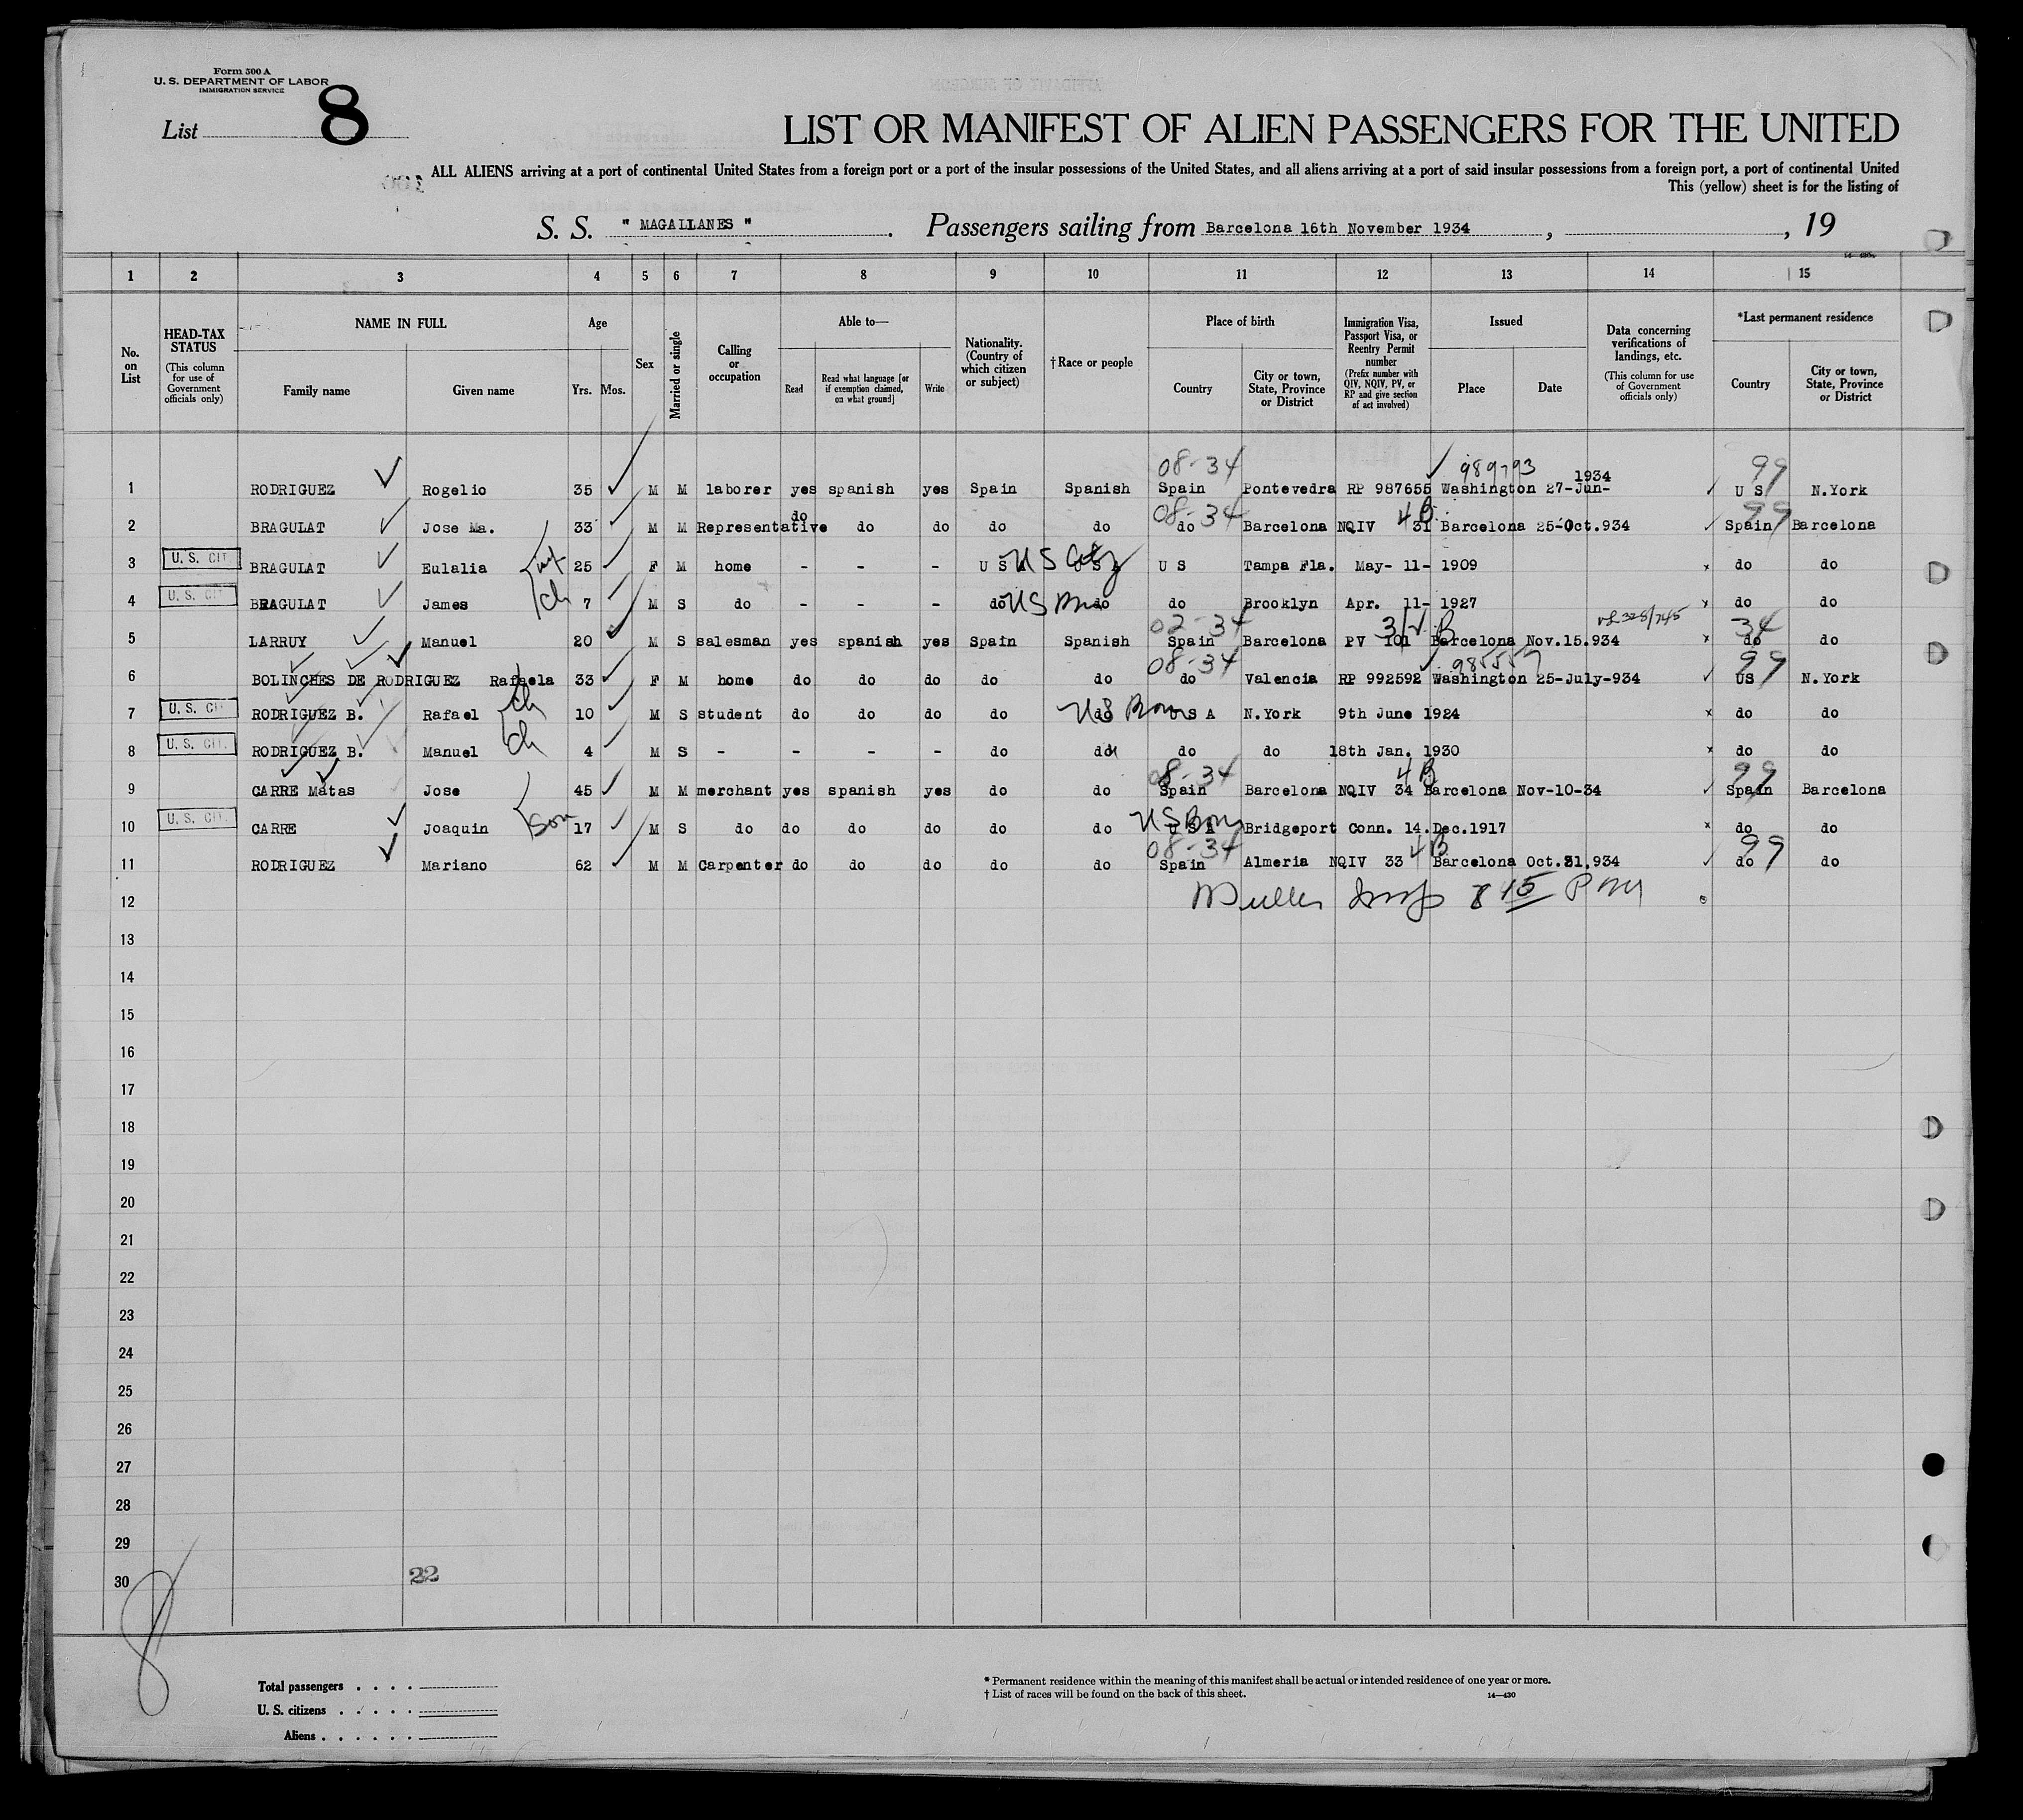 Form 500 A
U. S. DEPARTMENT OF LABOR
IMMIGRATION SERVICE
List 8
LIST OR MANIFEST OF ALIEN PASSENGERS FOR THE UNITED
ALL ALIENS arriving at a port of continental United States from a foreign port or a port of the insular possessions of the United States, and all aliens arriving at a port of said insular possessions from a foreign port, a port of continental United
This (yellow) sheet is for the listing of
S. S. " MAGALLANES ". Passengers sailing from Barcelona 16th November 1934, , 19
1 2 3 4 5 6 7 8 9 10 11 12 13 14 15
No. on List
HEAD-TAX STATUS
(This column for use of Government officials only)
NAME IN FULL
Family name
Given name
Age
Yrs. Mos.
Sex
Married or single
Calling or occupation
Able to—
Read
Read what language [or if exemption claimed, on what ground]
Write
Nationality. (Country of which citizen or subject)
† Race or people
Place of birth
Country
City or town, State, Province or District
Immigration Visa, Passport Visa, or Reentry Permit number
(Prefix number with QIV, NQIV, PV, or RP and give section of act involved)
Issued
Place
Date
Data concerning verifications of landings, etc.
(This column for use of Government officials only)
*Last permanent residence
Country
City or town, State, Province or District
08-34 989793 1934 99
1 RODRIGUEZ Rogelio 35 M M laborer yes spanish yes Spain Spanish Spain Pontevedra RP 987655 Washington 27-Jun- U S N.York
do 08-34 4B 99
2 BRAGULAT Jose Ma. 33 M M Representative do do do do do Barcelona NQIV 31 Barcelona 25-Oct.934 Spain Barcelona
3 U. S. CIT. BRAGULAT Eulalia wf 25 F M home - - - U S U S U S Tampa Fla. May- 11- 1909 do do
4 U. S. CIT. BRAGULAT James ch 7 M S do - - - do US Born do do Brooklyn Apr. 11- 1927 do do
02-34 34
5 LARRUY Manuel 20 M S salesman yes spanish yes Spain Spanish Spain Barcelona PV 101 Barcelona Nov.15.934 do do
08-34 99
6 BOLINCHES DE RODRIGUEZ Rafaela 33 F M home do do do do do do Valencia RP 992592 Washington 25-July-934 US N.York
7 U. S. CIT. RODRIGUEZ B. Rafael ch 10 M S student do do do do do US Born U S A N.York 9th June 1924 do do
8 U. S. CIT. RODRIGUEZ B. Manuel ch 4 M S - - - - do do do do 18th Jan. 1930 do do
08-34 4B 99
9 CARRE Matas Jose 45 M M merchant yes spanish yes do do Spain Barcelona NQIV 34 Barcelona Nov-10-34 Spain Barcelona
10 U. S. CIT. CARRE Joaquin son 17 M S do do do do do do US Born U S A Bridgeport Conn. 14.Dec.1917 do do
08-34 4B 99
11 RODRIGUEZ Mariano 62 M M Carpenter do do do do do Spain Almeria NQIV 33 Barcelona Oct.31.934 do do
12 Muller Insp 8 15 PM
13
14
15
16
17
18
19
20
21
22
23
24
25
26
27
28
29
30
22
8
Total passengers
U. S. citizens
Aliens
* Permanent residence within the meaning of this manifest shall be actual or intended residence of one year or more.
† List of races will be found on the back of this sheet.
14—430